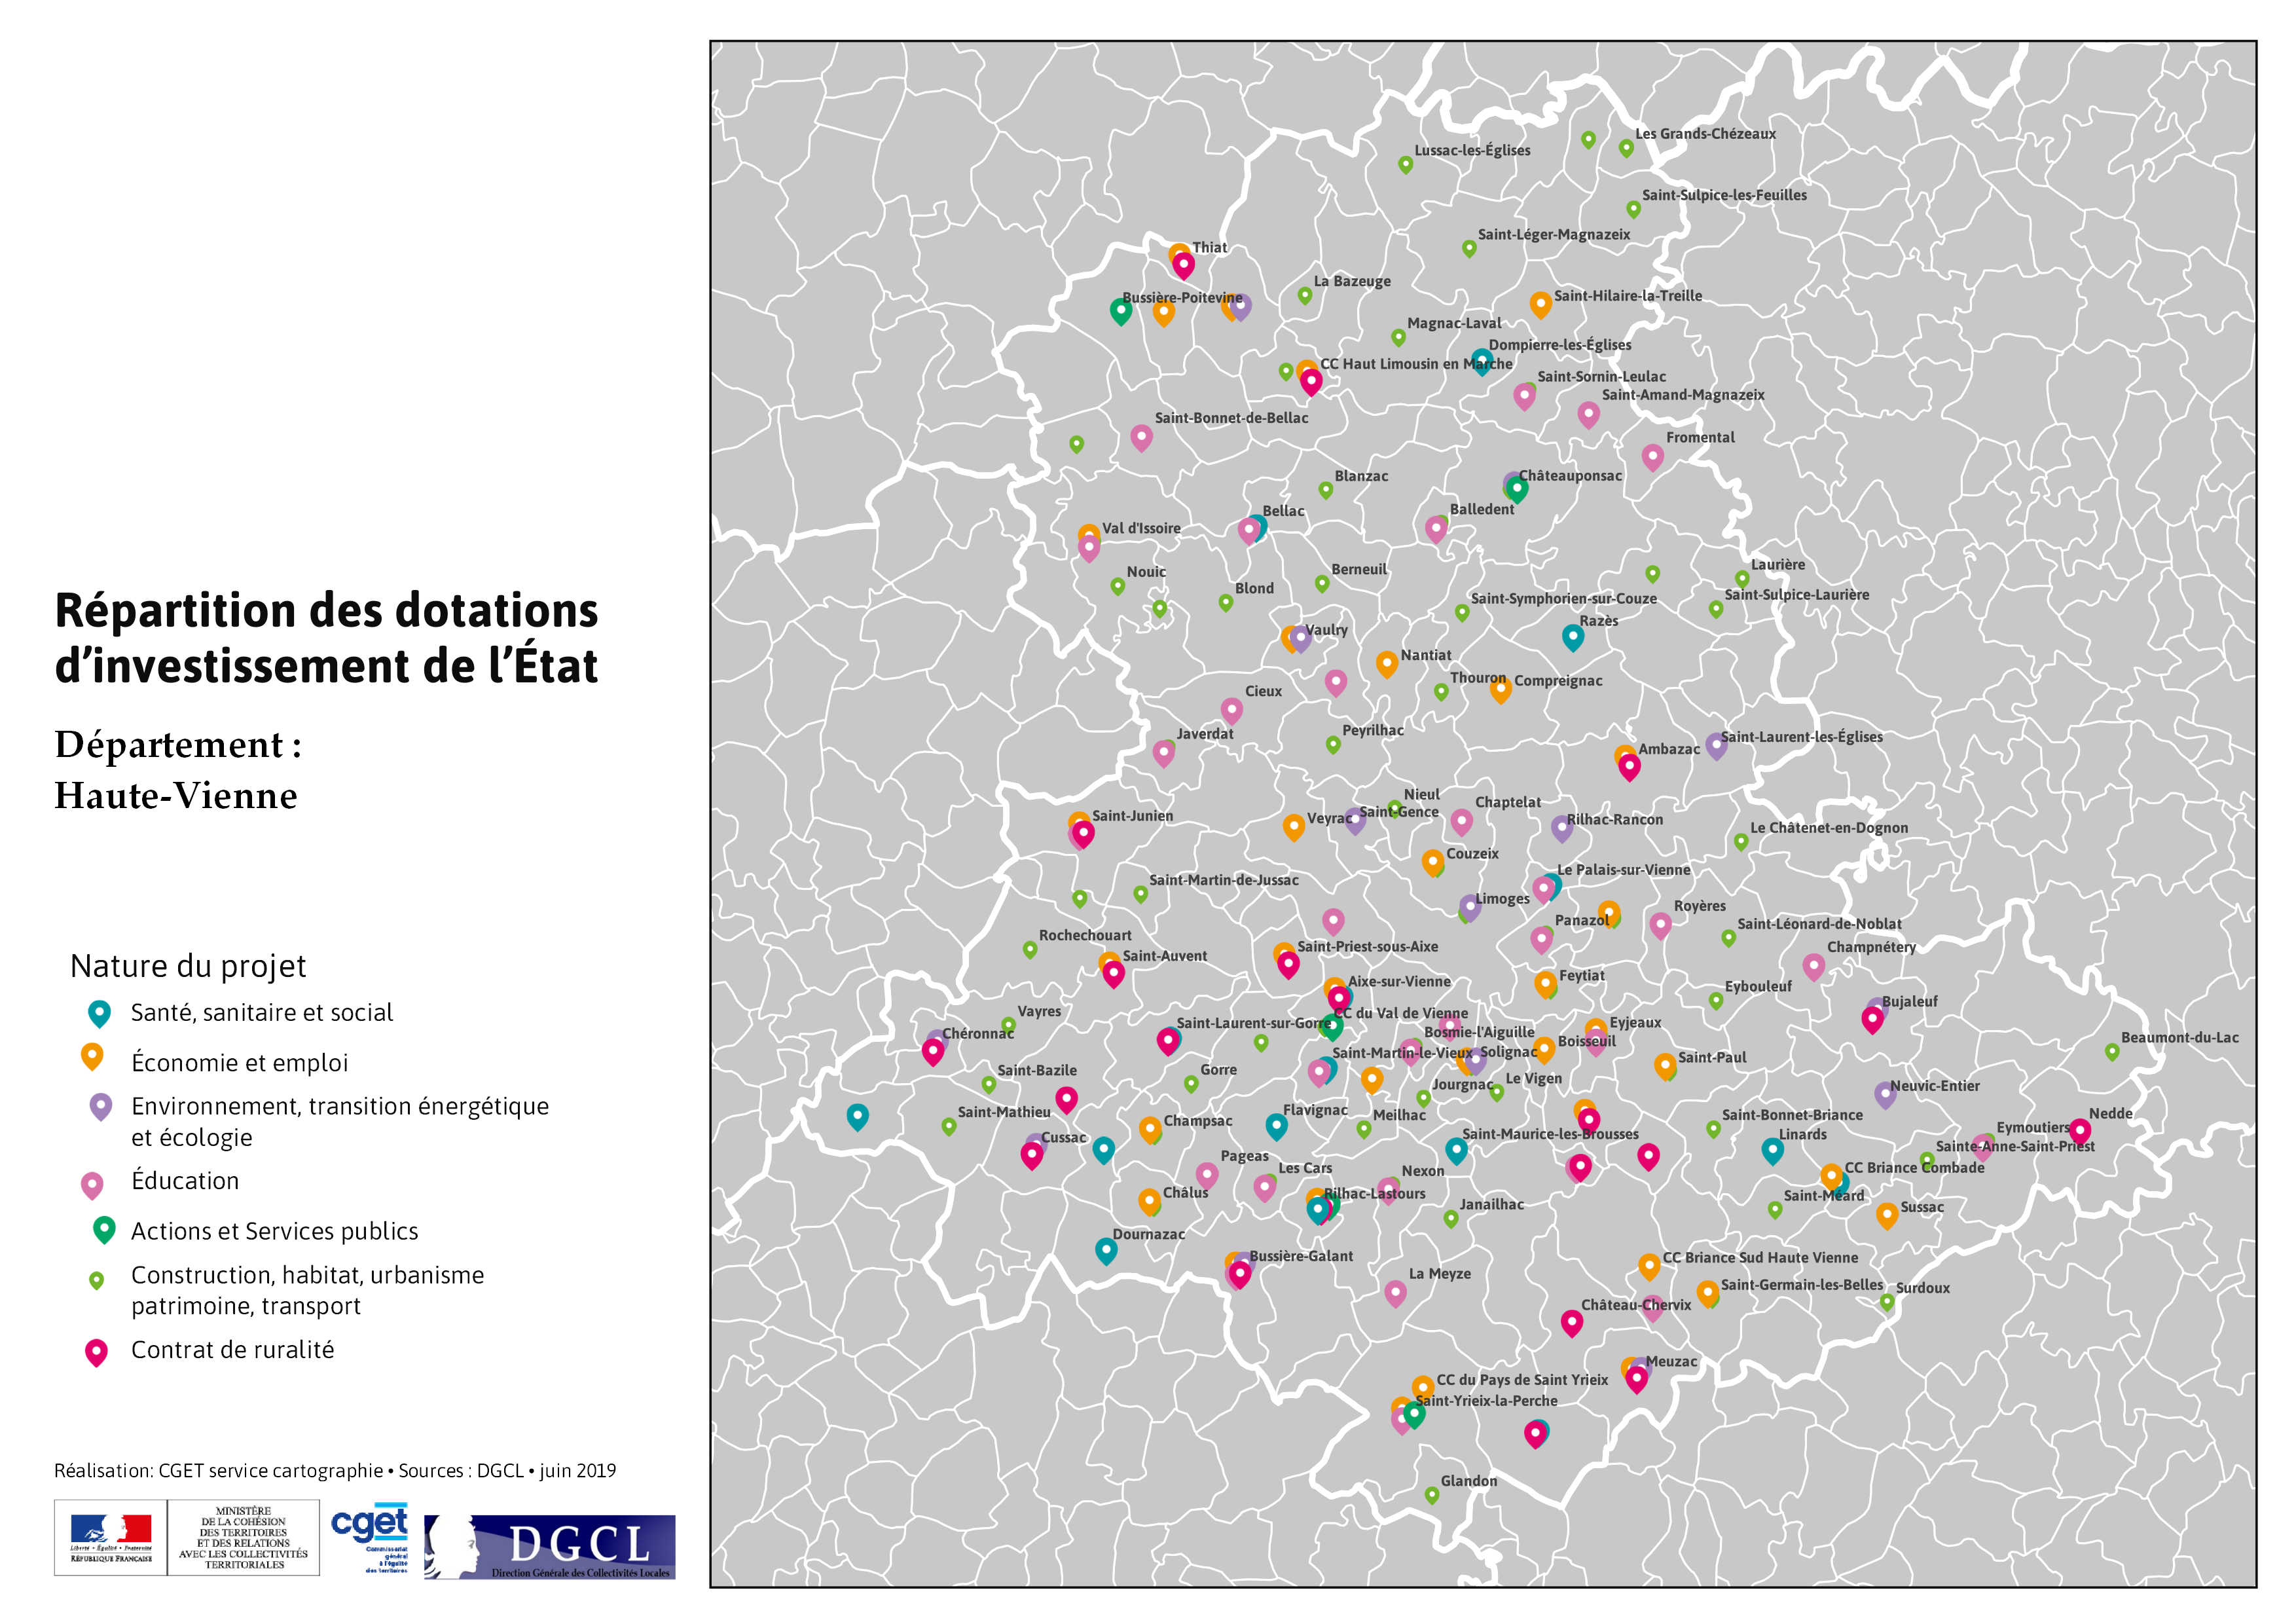 Répartition des dotations
d’investissement de l’État
Département :
Haute-Vienne
Nature du projet
Santé, sanitaire et social
Économie et emploi
Environnement, transition énergétique
et écologie
Éducation
Actions et Services publics
Construction, habitat, urbanisme
patrimoine, transport
Contrat de ruralité
Réalisation: CGET service cartographie • Sources : DGCL • juin 2019
Liberté • Égalité • Fraternité
RÉPUBLIQUE FRANÇAISE
MINISTÈRE
DE LA COHÉSION
DES TERRITOIRES
ET DES RELATIONS
AVEC LES COLLECTIVITÉS
TERRITORIALES
cget
Commissariat
général
à l'égalité
des territoires
DGCL
Direction Générale des Collectivités Locales
Les Grands-Chézeaux
Lussac-les-Églises
Saint-Sulpice-les-Feuilles
Saint-Léger-Magnazeix
Thiat
La Bazeuge
Bussière-Poitevine
Saint-Hilaire-la-Treille
Magnac-Laval
Dompierre-les-Églises
CC Haut Limousin en Marche
Saint-Sornin-Leulac
Saint-Amand-Magnazeix
Saint-Bonnet-de-Bellac
Fromental
Blanzac
Châteauponsac
Bellac
Balledent
Val d'Issoire
Laurière
Nouic
Berneuil
Blond
Saint-Sulpice-Laurière
Saint-Symphorien-sur-Couze
Razès
Vaulry
Nantiat
Thouron
Compreignac
Cieux
Peyrilhac
Javerdat
Saint-Laurent-les-Églises
Ambazac
Nieul
Chaptelat
Saint-Gence
Saint-Junien
Veyrac
Rilhac-Rancon
Le Châtenet-en-Dognon
Couzeix
Le Palais-sur-Vienne
Saint-Martin-de-Jussac
Limoges
Royères
Panazol
Saint-Léonard-de-Noblat
Rochechouart
Saint-Priest-sous-Aixe
Champnétery
Saint-Auvent
Feytiat
Aixe-sur-Vienne
Eybouleuf
Bujaleuf
Vayres
CC du Val de Vienne
Saint-Laurent-sur-Gorre
Eyjeaux
Chéronnac
Bosmie-l'Aiguille
Beaumont-du-Lac
Boisseuil
Saint-Martin-le-Vieux
Solignac
Saint-Paul
Saint-Bazile
Gorre
Le Vigen
Jourgnac
Neuvic-Entier
Saint-Mathieu
Flavignac
Meilhac
Saint-Bonnet-Briance
Nedde
Champsac
Eymoutiers
Cussac
Saint-Maurice-les-Brousses
Linards
Sainte-Anne-Saint-Priest
Pageas
Les Cars
Nexon
CC Briance Combade
Châlus
Rilhac-Lastours
Saint-Méard
Janailhac
Sussac
Dournazac
Bussière-Galant
CC Briance Sud Haute Vienne
La Meyze
Saint-Germain-les-Belles
Surdoux
Château-Chervix
Meuzac
CC du Pays de Saint Yrieix
Saint-Yrieix-la-Perche
Glandon